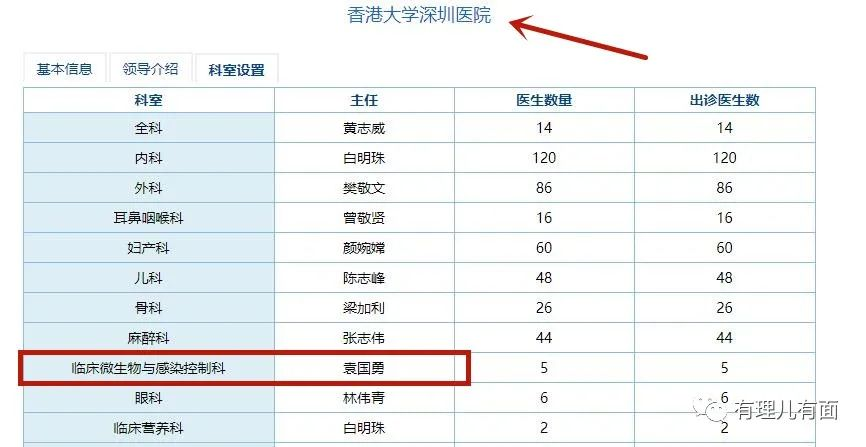 香港大学深圳医院
基本信息 领导介绍 科室设置
科室 主任 医生数量 出诊医生数
全科 黄志威 14 14
内科 白明珠 120 120
外科 樊敬文 86 86
耳鼻咽喉科 曾敬贤 16 16
妇产科 颜婉嫦 60 60
儿科 陈志峰 48 48
骨科 梁加利 26 26
麻醉科 张志伟 44 44
临床微生物与感染控制科 袁国勇 5 5
眼科 林伟青 6 6
临床营养科 白明珠 2 2
有理儿有面